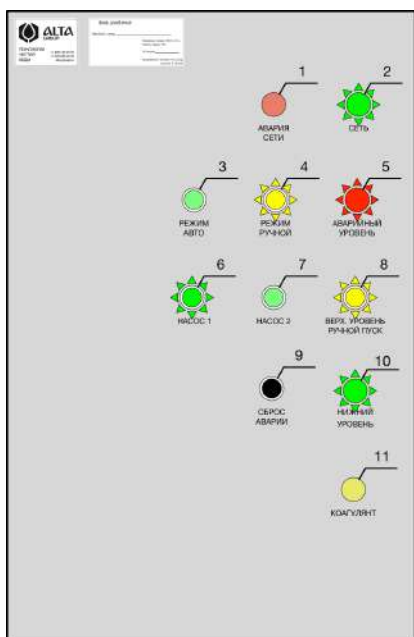 ALTA
GROUP
1
2
АВАРИЯ
СЕТИ
СЕТЬ
3
4
5
РЕЖИМ
АВТО
РЕЖИМ
РУЧНОЙ
АВАРИЙНЫЙ
УРОВЕНЬ
6
7
8
НАСОС 1
НАСОС 2
ВЕРХ. УРОВЕНЬ
РУЧНОЙ ПУСК
9
10
СБРОС
АВАРИИ
НИЖНИЙ
УРОВЕНЬ
11
КОАГУЛЯНТ